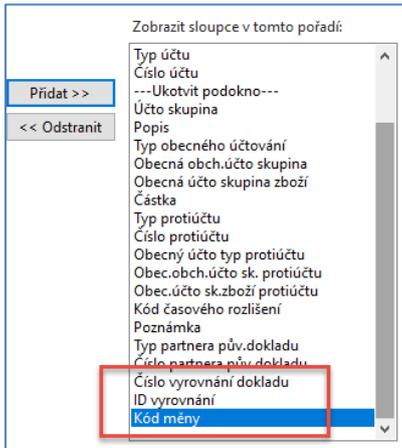 Zobrazit sloupce v tomto pořadí:
Typ účtu
Číslo účtu
Přidat >>
---Ukotvit podokno---
Účto skupina
<< Odstranit
Popis
Typ obecného účtování
Obecná obch.účto skupina
Obecná účto skupina zboží
Částka
Typ protiúčtu
Číslo protiúčtu
Obecný účto typ protiúčtu
Obec.obch.účto sk. protiúčtu
Obec.účto sk.zboží protiúčtu
Kód časového rozlišení
Poznámka
Typ partnera pův.dokladu
Číslo partnera pův.dokladu
Číslo vyrovnání dokladu
ID vyrovnání
Kód měny